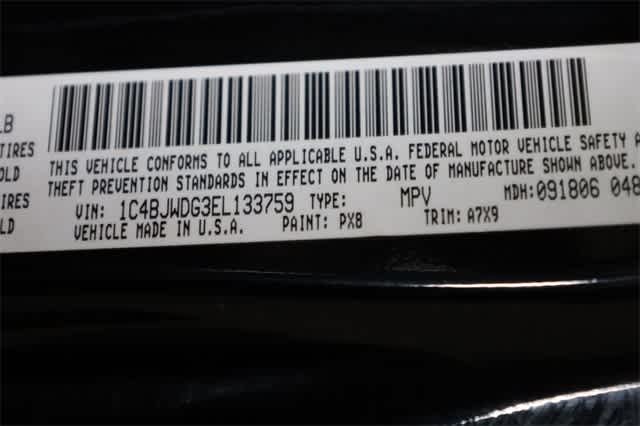 LB
TIRES
OLD
IRES
LD
THIS VEHICLE CONFORMS TO ALL APPLICABLE U.S.A. FEDERAL MOTOR VEHICLE SAFETY A
THEFT PREVENTION STANDARDS IN EFFECT ON THE DATE OF MANUFACTURE SHOWN ABOVE.
VIN: 1C4BJWDG3EL133759 TYPE: MPV MDH:091806 048
VEHICLE MADE IN U.S.A. PAINT: PX8 TRIM: A7X9